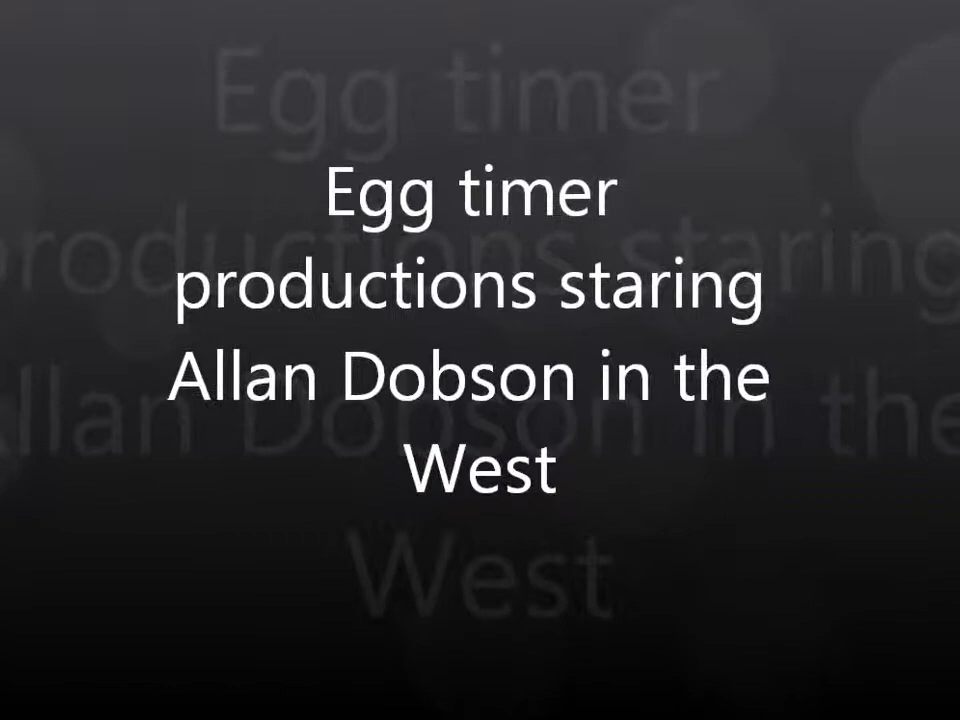 Egg timer
productions staring
Allan Dobson in the
West